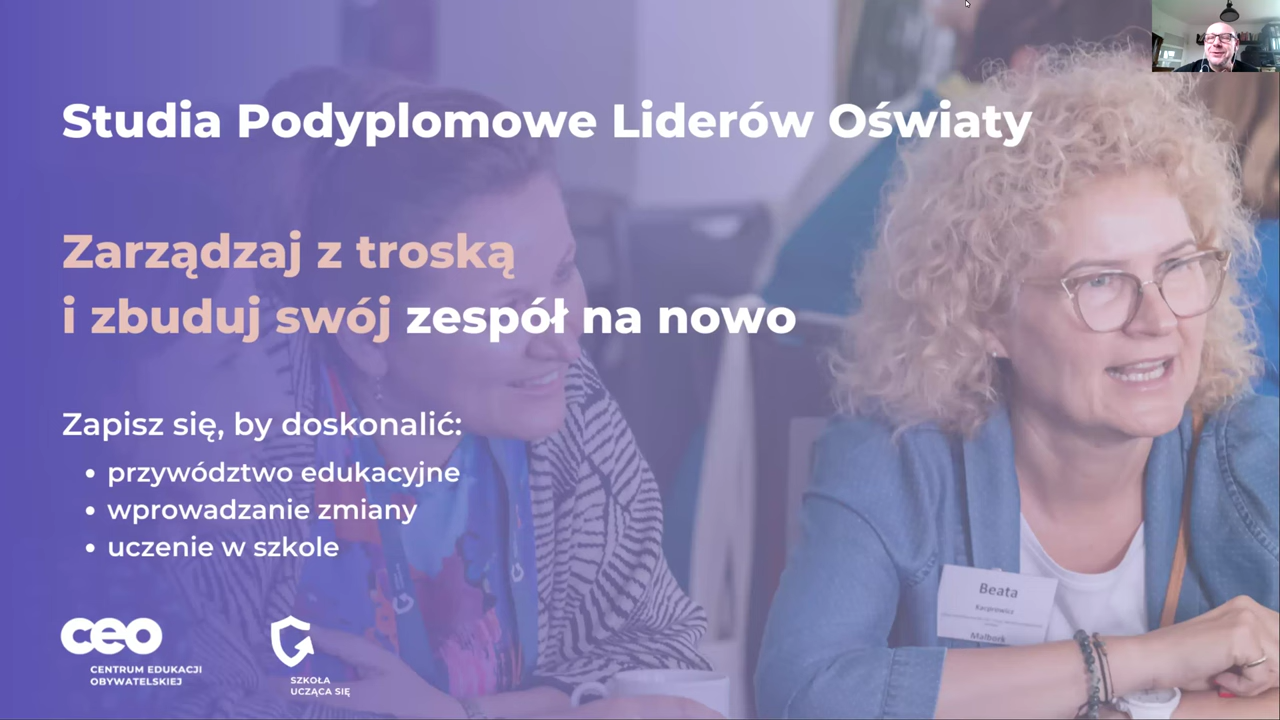 Studia Podyplomowe Liderów Oświaty
Zarządzaj z troską
i zbuduj swój zespół na nowo
Zapisz się, by doskonalić:
• przywództwo edukacyjne
• wprowadzanie zmiany
• uczenie w szkole
ceo
CENTRUM EDUKACJI
OBYWATELSKIEJ
SZKOŁA
UCZĄCA SIĘ
Beata
Malbork